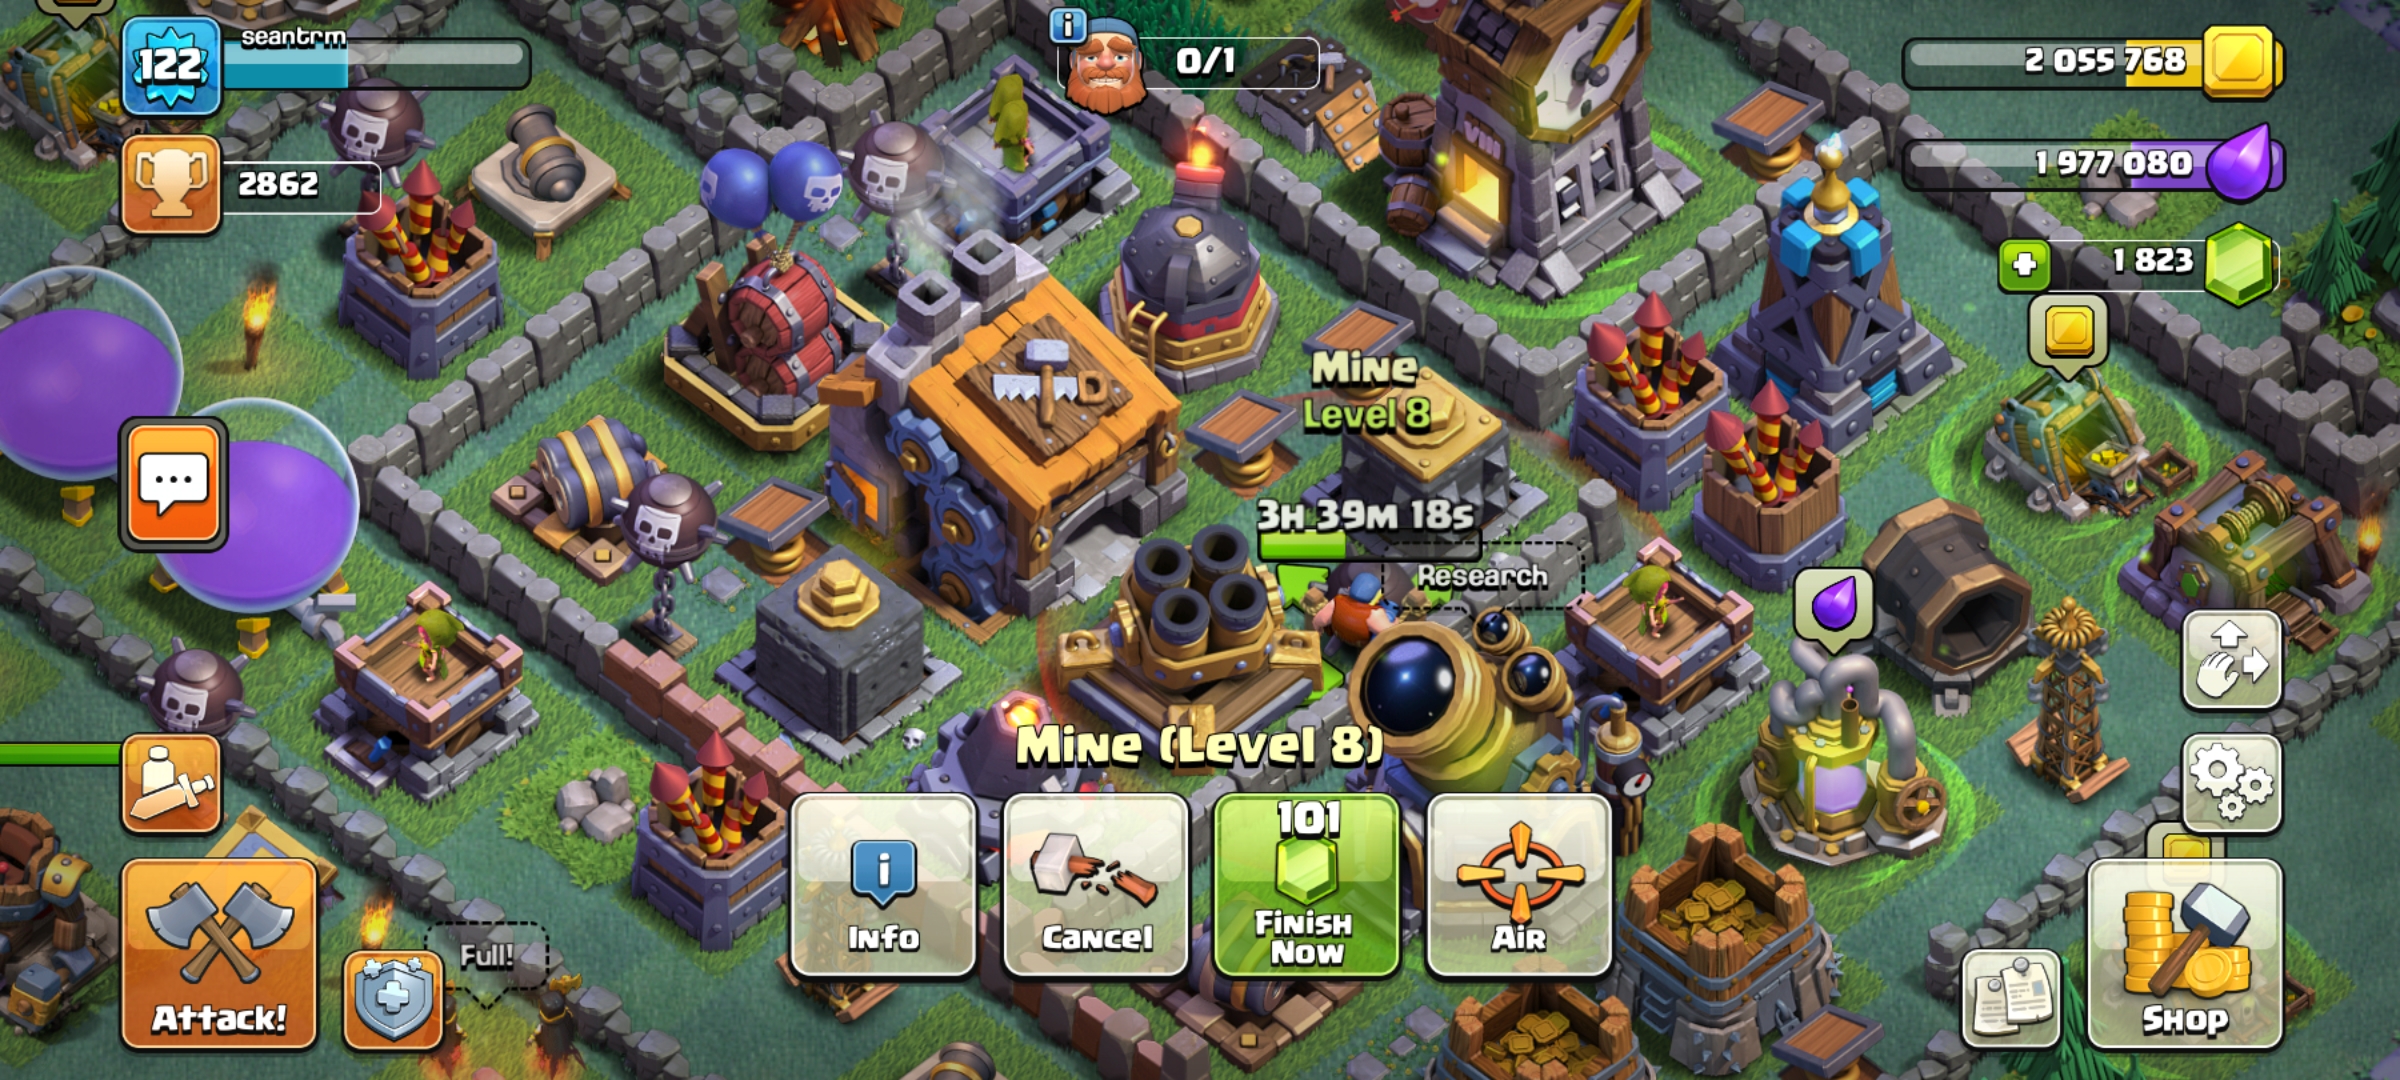 122
seantrm
0/1
2 055 768
2862
1 977 080
1 823
VIII
Mine
Level 8
3H 39M 18S
Research
Mine (Level 8)
101
Info
Cancel
Finish
Now
Air
Full!
Attack!
Shop